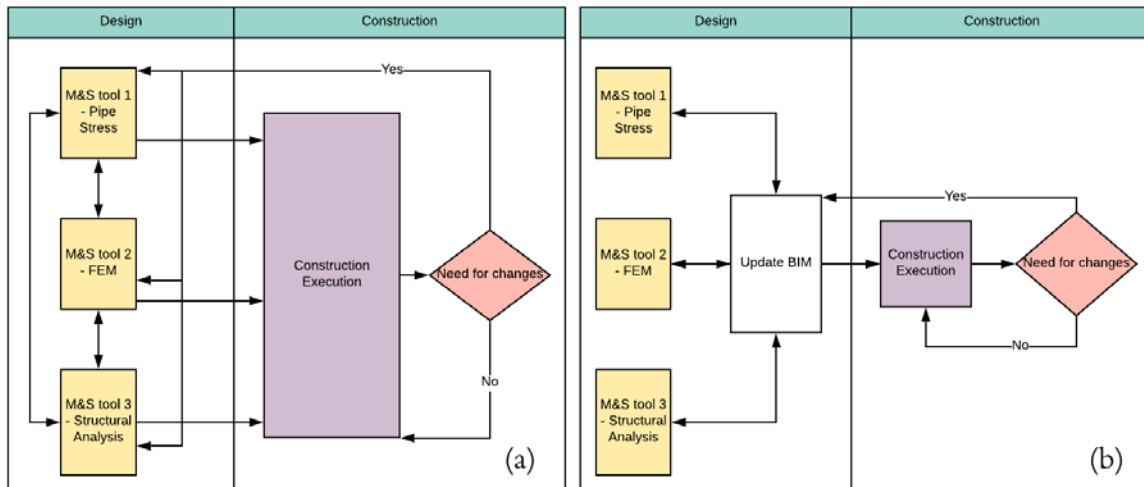 Design
Construction
Yes
M&S tool 1
- Pipe
Stress
M&S tool 2
- FEM
Construction
Execution
Need for changes
No
M&S tool 3
- Structural
Analysis
(a)
Design
Construction
M&S tool 1
- Pipe
Stress
Yes
M&S tool 2
- FEM
Update BIM
Construction
Execution
Need for changes
No
M&S tool 3
- Structural
Analysis
(b)